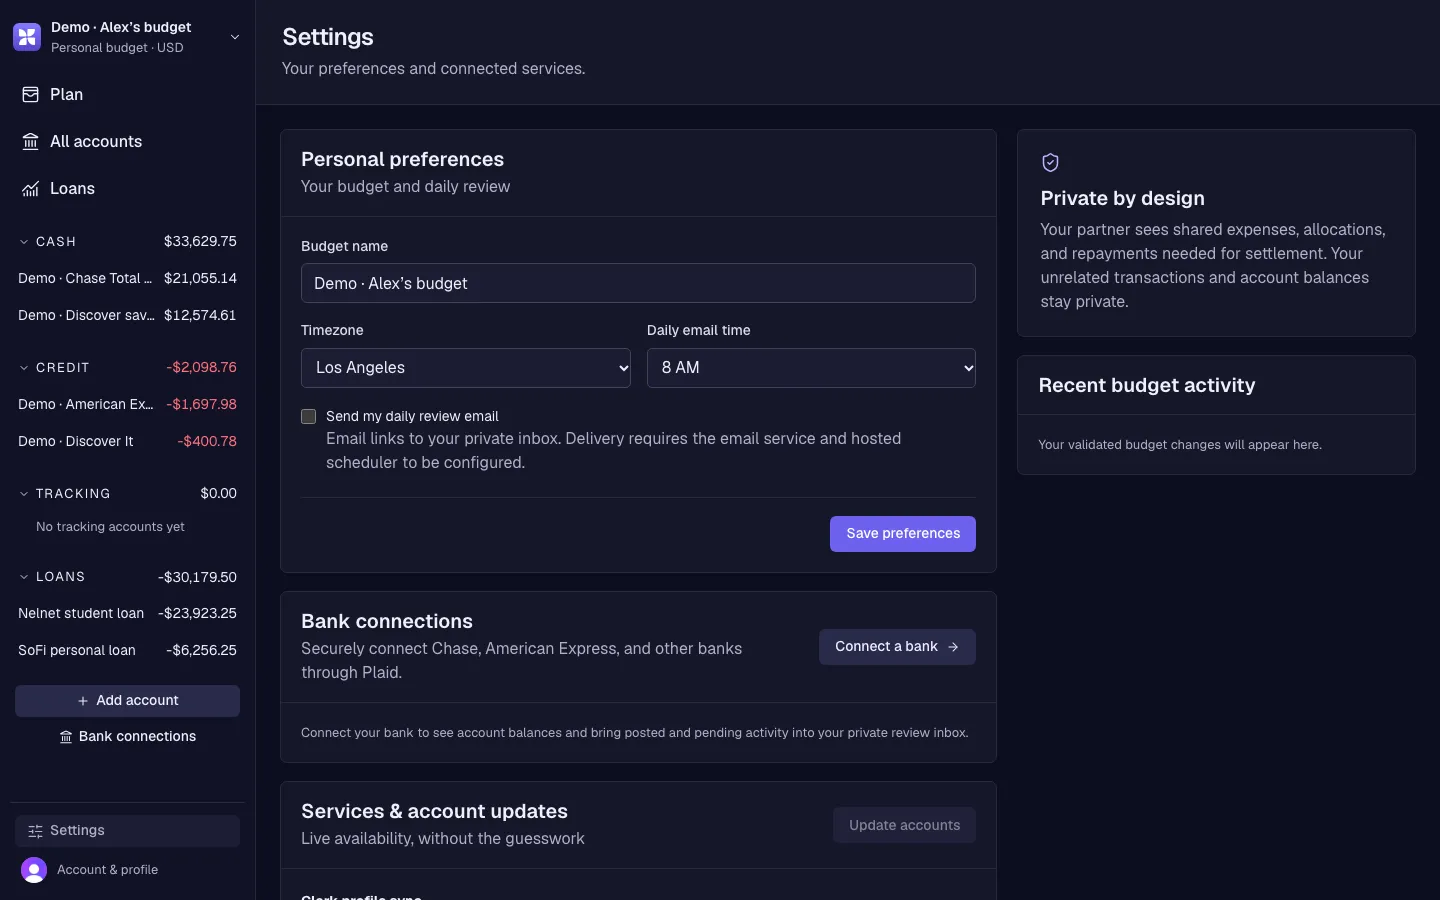 Demo · Alex's budget
Personal budget · USD
Plan
All accounts
Loans
CASH $33,629.75
Demo · Chase Total ... $21,055.14
Demo · Discover sav... $12,574.61
CREDIT -$2,098.76
Demo · American Ex... -$1,697.98
Demo · Discover It -$400.78
TRACKING $0.00
No tracking accounts yet
LOANS -$30,179.50
Nelnet student loan -$23,923.25
SoFi personal loan -$6,256.25
+ Add account
Bank connections
Settings
Account & profile
Settings
Your preferences and connected services.
Personal preferences
Your budget and daily review
Budget name
Demo · Alex's budget
Timezone Daily email time
Los Angeles 8 AM
Send my daily review email
Email links to your private inbox. Delivery requires the email service and hosted
scheduler to be configured.
Save preferences
Bank connections
Securely connect Chase, American Express, and other banks
through Plaid.
Connect a bank →
Connect your bank to see account balances and bring posted and pending activity into your private review inbox.
Services & account updates
Live availability, without the guesswork
Update accounts
Clerk profile sync
Private by design
Your partner sees shared expenses, allocations,
and repayments needed for settlement. Your
unrelated transactions and account balances
stay private.
Recent budget activity
Your validated budget changes will appear here.